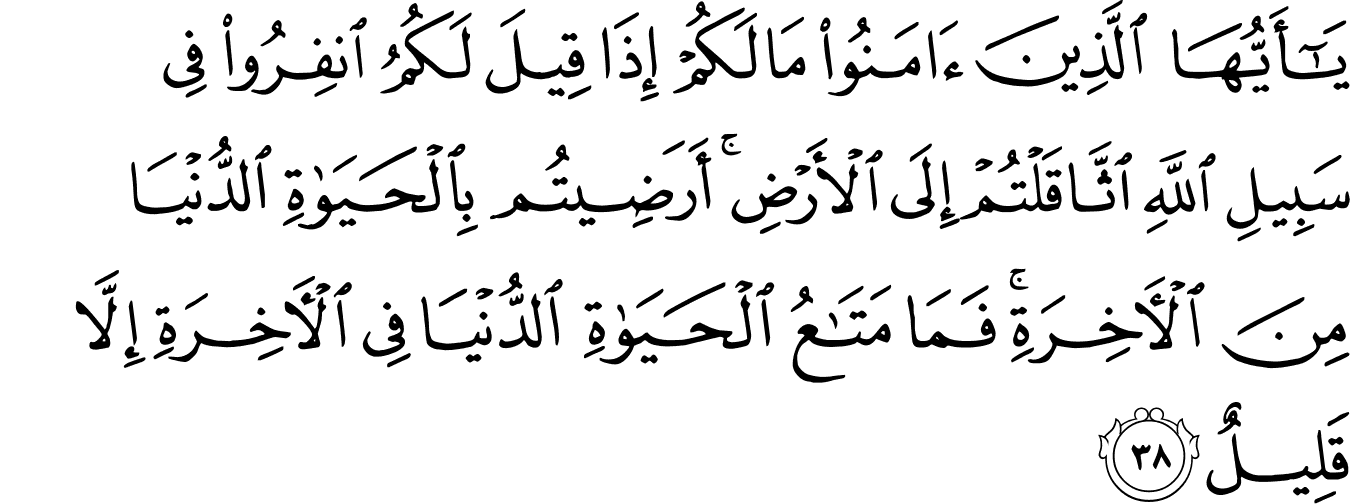 يَـٰٓأَيُّهَا ٱلَّذِينَ ءَامَنُوا۟ مَا لَكُمْ إِذَا قِيلَ لَكُمُ ٱنفِرُوا۟ فِى
سَبِيلِ ٱللَّهِ ٱثَّاقَلْتُمْ إِلَى ٱلْأَرْضِ ۚ أَرَضِيتُم بِٱلْحَيَوٰةِ ٱلدُّنْيَا
مِنَ ٱلْأَخِرَةِ ۚ فَمَا مَتَـٰعُ ٱلْحَيَوٰةِ ٱلدُّنْيَا فِى ٱلْأَخِرَةِ إِلَّا
قَلِيلٌ ٣٨